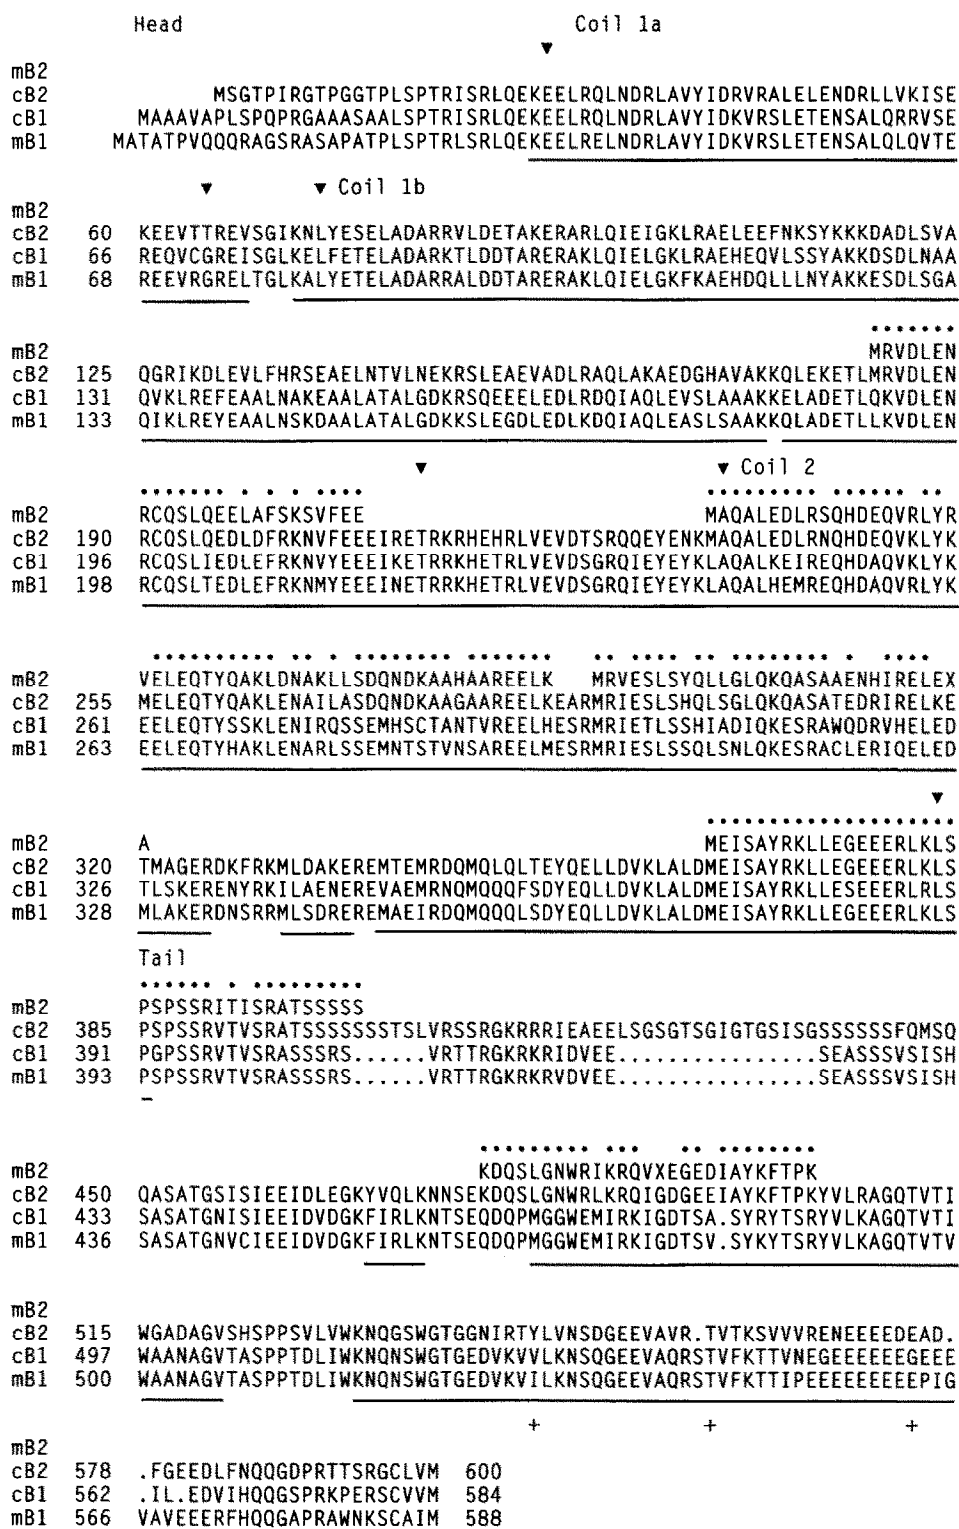 Head Coil 1a
▼
mB2
cB2 MSGTPIRGTPGGTPLSPTRISRLQEKEELRQLNDRLAVYIDRVRALELENDRLLVKISE
cB1 MAAAVAPLSPQPRGAAASAALSPTRISRLQEKEELRQLNDRLAVYIDKVRSLETENSALQRRVSE
mB1 MATATPVQQQRAGSRASAPATPLSPTRLSRLQEKEELRELNDRLAVYIDKVRSLETENSALQLQVTE
▼ ▼ Coil 1b
mB2
cB2 60 KEEVTTREVSGIKNLYESELADARRVLDETAKERARLQIEIGKLRAELEEFNKSYKKKDADLSVA
cB1 66 REQVCGREISGLKELFETELADARKTLDDTARERAKLQIELGKLRAEHEQVLSSYAKKDSDLNAA
mB1 68 REEVRGRELTGLKALYETELADARRALDDTARERAKLQIELGKFKAEHDQLLLNYAKKESDLSGA
•••••••
mB2 MRVDLEN
cB2 125 QGRIKDLEVLFHRSEAELNTVLNEKRSLEAEVADLRAQLAKAEDGHAVAKKQLEKETLMRVDLEN
cB1 131 QVKLREFEAALNAKEAALATALGDKRSQEEELEDLRDQIAQLEVSLAAAKKELADETLQKVDLEN
mB1 133 QIKLREYEAALNSKDAALATALGDKKSLEGDLEDLKDQIAQLEASLSAAKKQLADETLLKVDLEN
▼ ▼ Coil 2
••••••• • • • •••• ••••••••• •••••• ••
mB2 RCQSLQEELAFSKSVFEE MAQALEDLRSQHDEQVRLYR
cB2 190 RCQSLQEDLDFRKNVFEEEIRETRKRHEHRLVEVDTSRQQEYENKMAQALEDLRNQHDEQVKLYK
cB1 196 RCQSLIEDLEFRKNVYEEEIKETRRKHETRLVEVDSGRQIEYEYKLAQALKEIREQHDAQVKLYK
mB1 198 RCQSLTEDLEFRKNMYEEEINETRRKHETRLVEVDSGRQIEYEYKLAQALHEMREQHDAQVRLYK
•••••••••• •• • •••••••• ••••••• •• •• •• ••••••• • ••••
mB2 VELEQTYQAKLDNAKLLSDQNDKAAHAAREELK MRVESLSYQLLGLQKQASAAENHIRELEX
cB2 255 MELEQTYQAKLENAILASDQNDKAAGAAREELKEARMRIESLSHQLSGLQKQASATEDRIRELKE
cB1 261 EELEQTYSSKLENIRQSSEMHSCTANTVREELHESRMRIETLSSHIADIQKESRAWQDRVHELED
mB1 263 EELEQTYHAKLENARLSSEMNTSTVNSAREELMESRMRIESLSSQLSNLQKESRACLERIQELED
▼
••••••••••••••••••••
mB2 A MEISAYRKLLEGEEERLKLS
cB2 320 TMAGERDKFRKMLDAKEREMTEMRDQMQLQLTEYQELLDVKLALDMEISAYRKLLEGEEERLKLS
cB1 326 TLSKERENYRKILAENEREVAEMRNQMQQQFSDYEQLLDVKLALDMEISAYRKLLESEEERLRLS
mB1 328 MLAKERDNSRRMLSDREREMAEIRDQMQQQLSDYEQLLDVKLALDMEISAYRKLLEGEEERLKLS
Tail
•••••• • •••••••••
mB2 PSPSSRITISRATSSSSS
cB2 385 PSPSSRVTVSRATSSSSSSSTSLVRSSRGKRRRIEAEELSGSGTSGIGTGSISGSSSSSSFQMSQ
cB1 391 PGPSSRVTVSRASSSRS......VRTTRGKRKRIDVEE................SEASSSVSISH
mB1 393 PSPSSRVTVSRASSSRS......VRTTRGKRKRVDVEE................SEASSSVSISH
••••••••• ••• •• ••••••••
mB2 KDQSLGNWRIKRQVXEGEDIAYKFTPK
cB2 450 QASATGSISIEEIDLEGKYVQLKNNSEKDQSLGNWRLKRQIGDGEEIAYKFTPKYVLRAGQTVTI
cB1 433 SASATGNISIEEIDVDGKFIRLKNTSEQDQPMGGWEMIRKIGDTSA.SYRYTSRYVLKAGQTVTI
mB1 436 SASATGNVCIEEIDVDGKFIRLKNTSEQDQPMGGWEMIRKIGDTSV.SYKYTSRYVLKAGQTVTV
mB2
cB2 515 WGADAGVSHSPPSVLVWKNQGSWGTGGNIRTYLVNSDGEEVAVR.TVTKSVVVRENEEEEDEAD.
cB1 497 WAANAGVTASPPTDLIWKNQNSWGTGEDVKVVLKNSQGEEVAQRSTVFKTTVNEGEEEEEEGEEE
mB1 500 WAANAGVTASPPTDLIWKNQNSWGTGEDVKVILKNSQGEEVAQRSTVFKTTIPEEEEEEEEEPIG
+ + +
mB2
cB2 578 .FGEEDLFNQQGDPRTTSRGCLVM 600
cB1 562 .IL.EDVIHQQGSPRKPERSCVVM 584
mB1 566 VAVEEERFHQQGAPRAWNKSCAIM 588